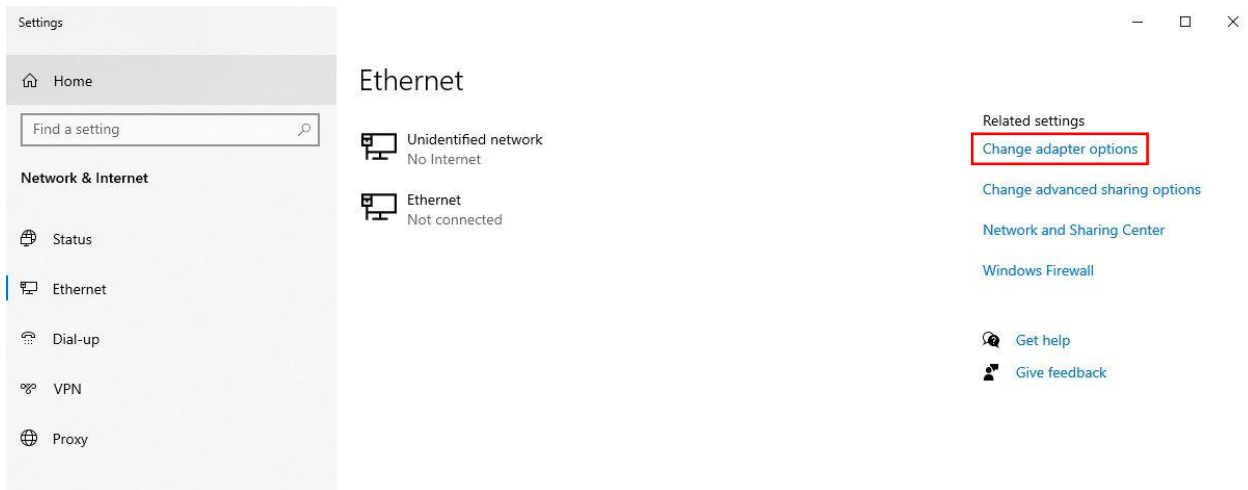 Settings
Home
Find a setting
Network & Internet
Status
Ethernet
Dial-up
VPN
Proxy
Ethernet
Unidentified network
No Internet
Ethernet
Not connected
Related settings
Change adapter options
Change advanced sharing options
Network and Sharing Center
Windows Firewall
Get help
Give feedback